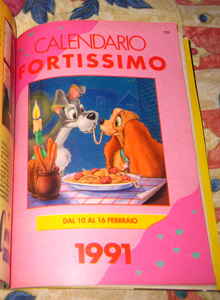 CALENDARIO
FORTISSIMO
DAL 10 AL 16 FEBBRAIO
1991